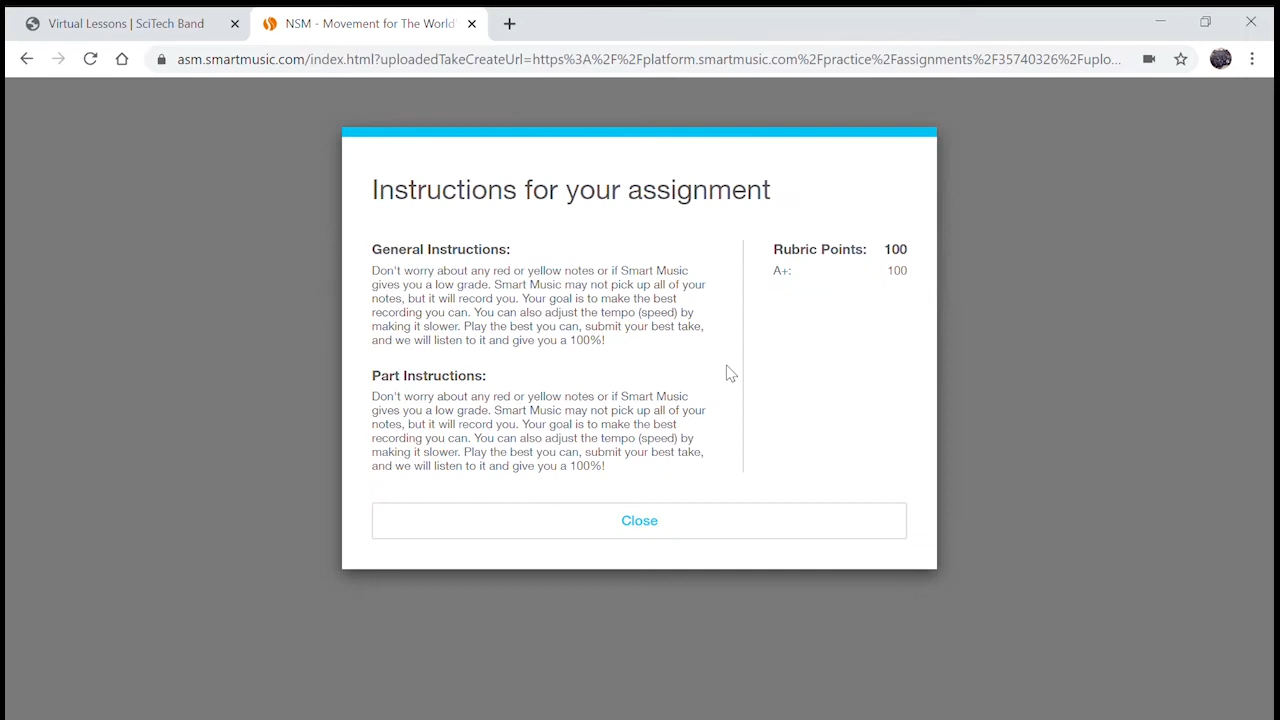 Virtual Lessons | SciTech Band
NSM - Movement for The World'
asm.smartmusic.com/index.html?uploadedTakeCreateUrl=https%3A%2F%2Fplatform.smartmusic.com%2Fpractice%2Fassignments%2F35740326%2Fuplo...
Instructions for your assignment
General Instructions:
Don't worry about any red or yellow notes or if Smart Music
gives you a low grade. Smart Music may not pick up all of your
notes, but it will record you. Your goal is to make the best
recording you can. You can also adjust the tempo (speed) by
making it slower. Play the best you can, submit your best take,
and we will listen to it and give you a 100%!
Part Instructions:
Don't worry about any red or yellow notes or if Smart Music
gives you a low grade. Smart Music may not pick up all of your
notes, but it will record you. Your goal is to make the best
recording you can. You can also adjust the tempo (speed) by
making it slower. Play the best you can, submit your best take,
and we will listen to it and give you a 100%!
Rubric Points: 100
A+: 100
Close